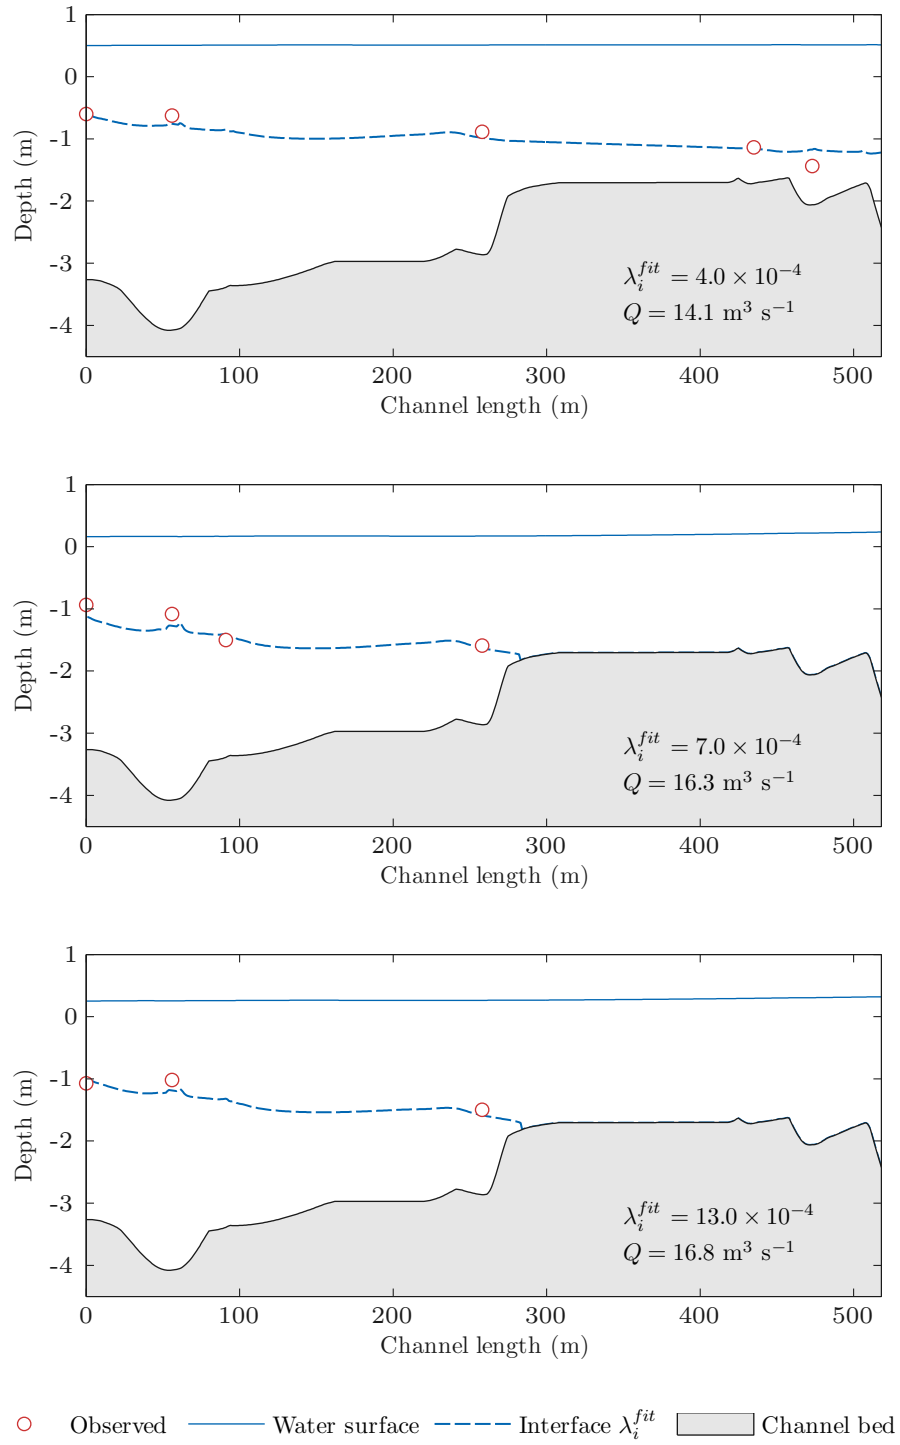 0
-1
-2
-3
-4
Depth (m)
λ_i^{fit} = 4.0 × 10⁻⁴
Q = 14.1 m³ s⁻¹
0 100 200 300 400 500
Channel length (m)
1
0
-1
-2
-3
-4
Depth (m)
λ_i^{fit} = 7.0 × 10⁻⁴
Q = 16.3 m³ s⁻¹
0 100 200 300 400 500
Channel length (m)
1
0
-1
-2
-3
-4
Depth (m)
λ_i^{fit} = 13.0 × 10⁻⁴
Q = 16.8 m³ s⁻¹
0 100 200 300 400 500
Channel length (m)
Observed Water surface Interface λ_i^{fit} Channel bed